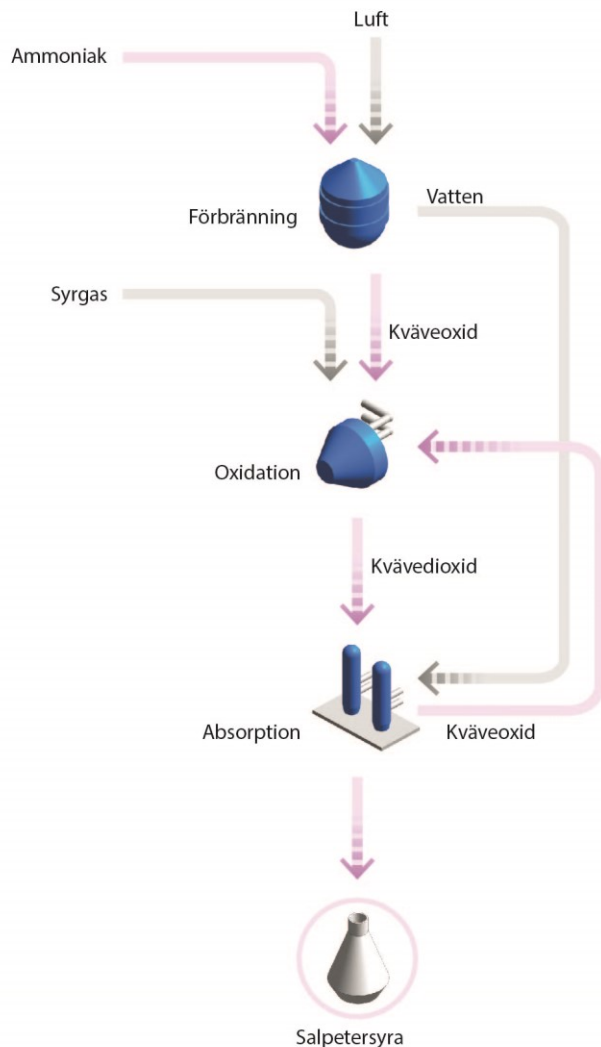 Luft
Ammoniak
Förbränning
Vatten
Syrgas
Kväveoxid
Oxidation
Kvävedioxid
Absorption
Kväveoxid
Salpetersyra